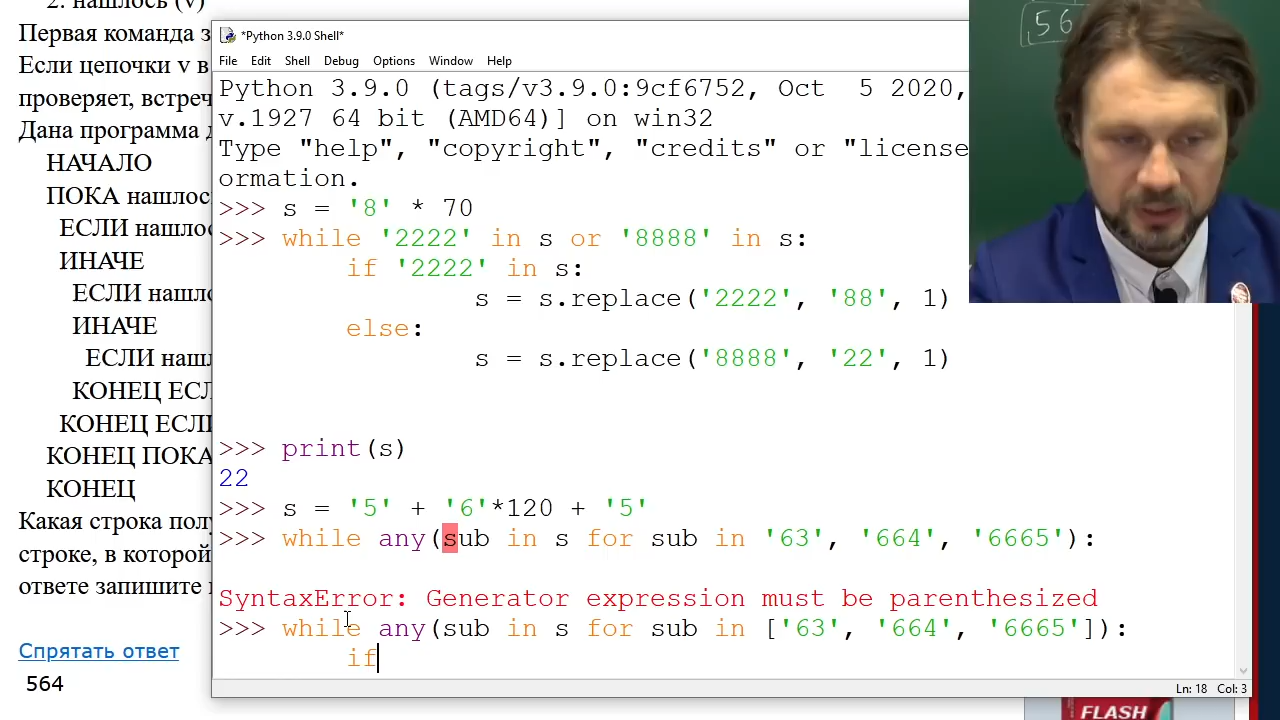 2. нашлось (v)
Первая команда з
Если цепочки v в
проверяет, встреч
Дана программа д
НАЧАЛО
ПОКА нашлось
ЕСЛИ нашло
ИНАЧЕ
ЕСЛИ нашло
ИНАЧЕ
ЕСЛИ нашл
КОНЕЦ ЕСЛ
КОНЕЦ ЕСЛИ
КОНЕЦ ПОКА
КОНЕЦ
Какая строка полу
строке, в которой
ответе запишите
Спрятать ответ
564
*Python 3.9.0 Shell*
File Edit Shell Debug Options Window Help
Python 3.9.0 (tags/v3.9.0:9cf6752, Oct  5 2020,
v.1927 64 bit (AMD64)] on win32
Type "help", "copyright", "credits" or "license
ormation.
>>> s = '8' * 70
>>> while '2222' in s or '8888' in s:
if '2222' in s:
s = s.replace('2222', '88', 1)
else:
s = s.replace('8888', '22', 1)
>>> print(s)
22
>>> s = '5' + '6'*120 + '5'
>>> while any(sub in s for sub in '63', '664', '6665'):
SyntaxError: Generator expression must be parenthesized
>>> while any(sub in s for sub in ['63', '664', '6665']):
if
Ln: 18 Col: 3
56
FLASH